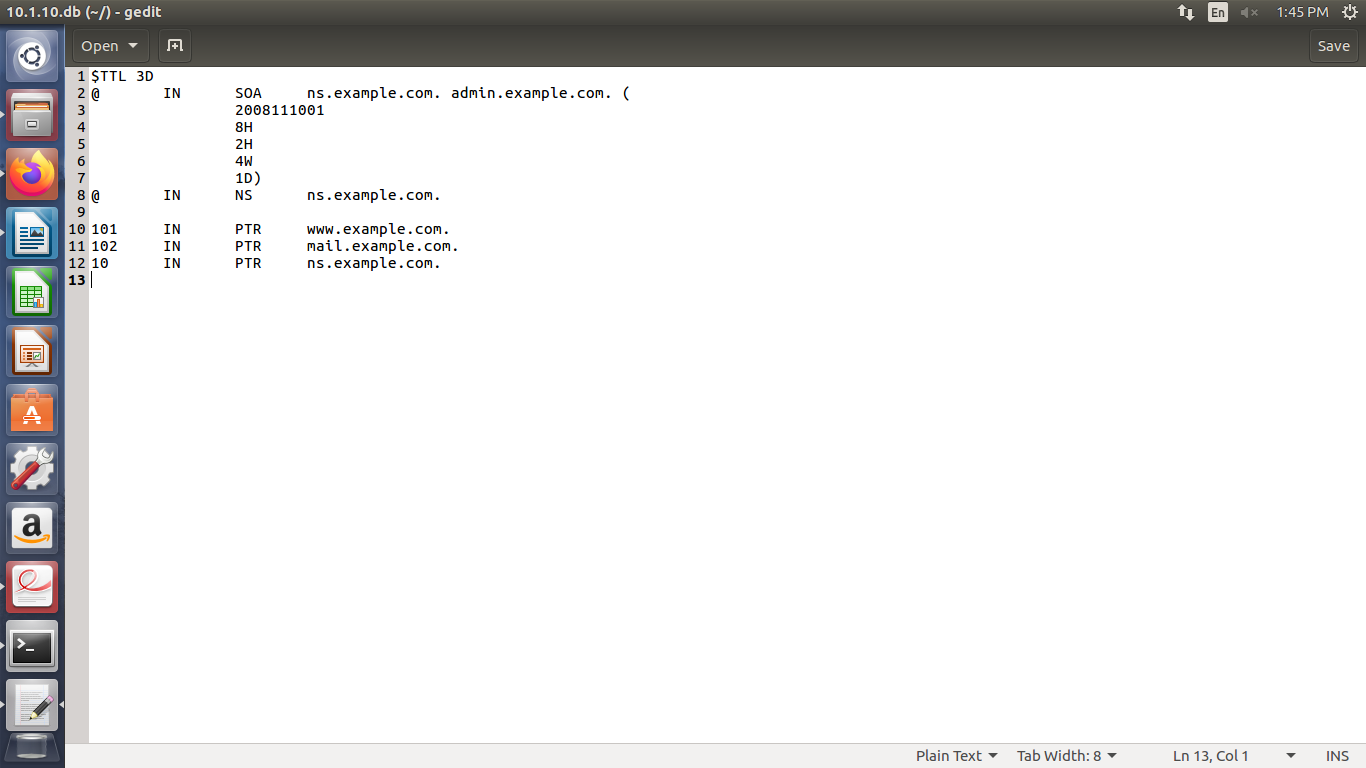 10.1.10.db (~/) - gedit
En
1:45 PM
Open
Save
1 $TTL 3D
2 @ IN SOA ns.example.com. admin.example.com. (
3 2008111001
4 8H
5 2H
6 4W
7 1D)
8 @ IN NS ns.example.com.
9
10 101 IN PTR www.example.com.
11 102 IN PTR mail.example.com.
12 10 IN PTR ns.example.com.
13
Plain Text Tab Width: 8 Ln 13, Col 1 INS